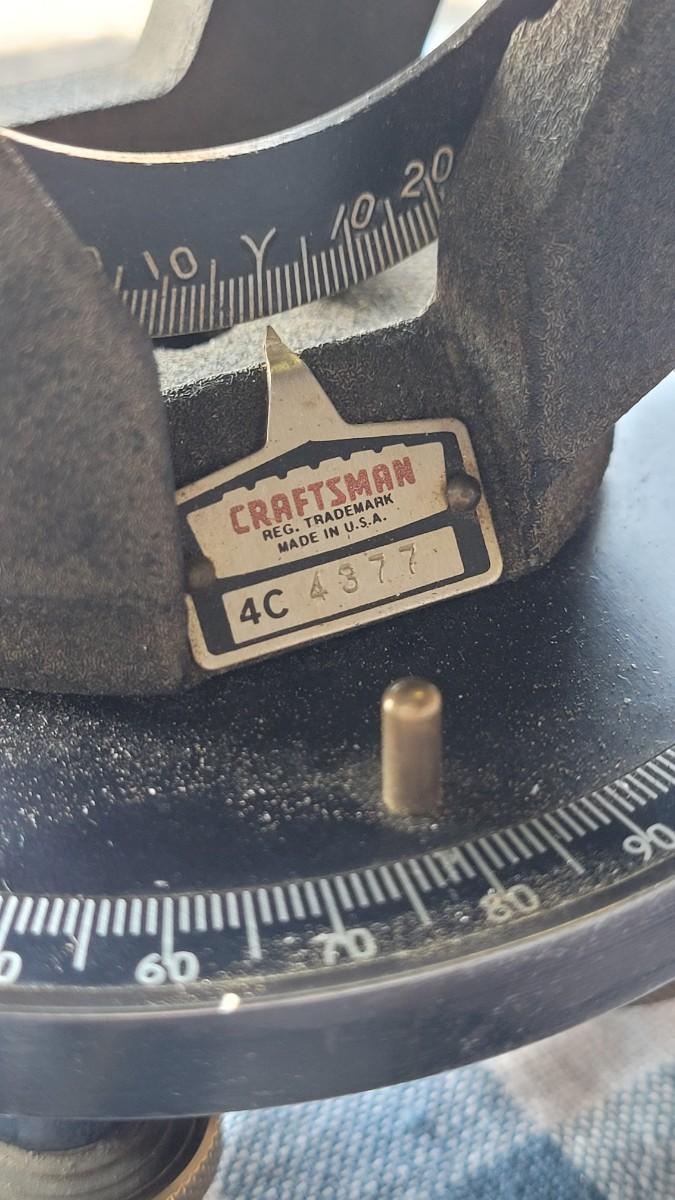 10 Y 10 20
CRAFTSMAN
REG. TRADEMARK
MADE IN U.S.A.
4C 4377
60 70 80 90